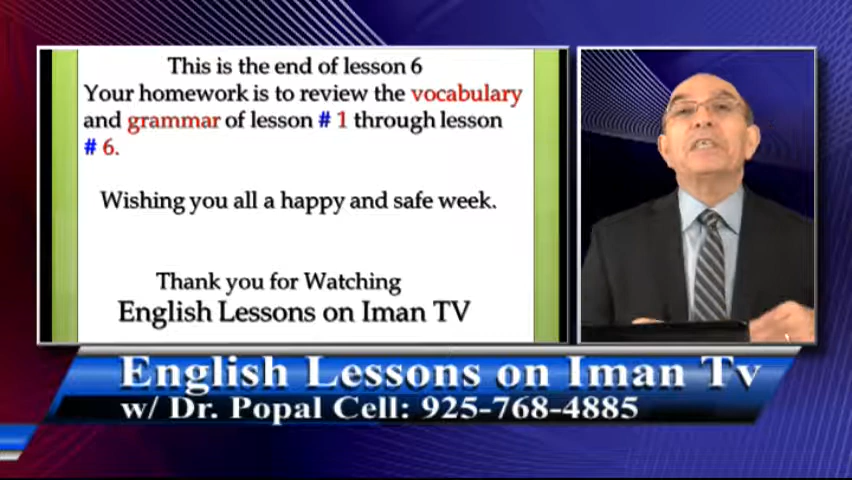 This is the end of lesson 6
Your homework is to review the vocabulary
and grammar of lesson # 1 through lesson
# 6.
Wishing you all a happy and safe week.
Thank you for Watching
English Lessons on Iman TV
English Lessons on Iman Tv
w/ Dr. Popal Cell: 925-768-4885